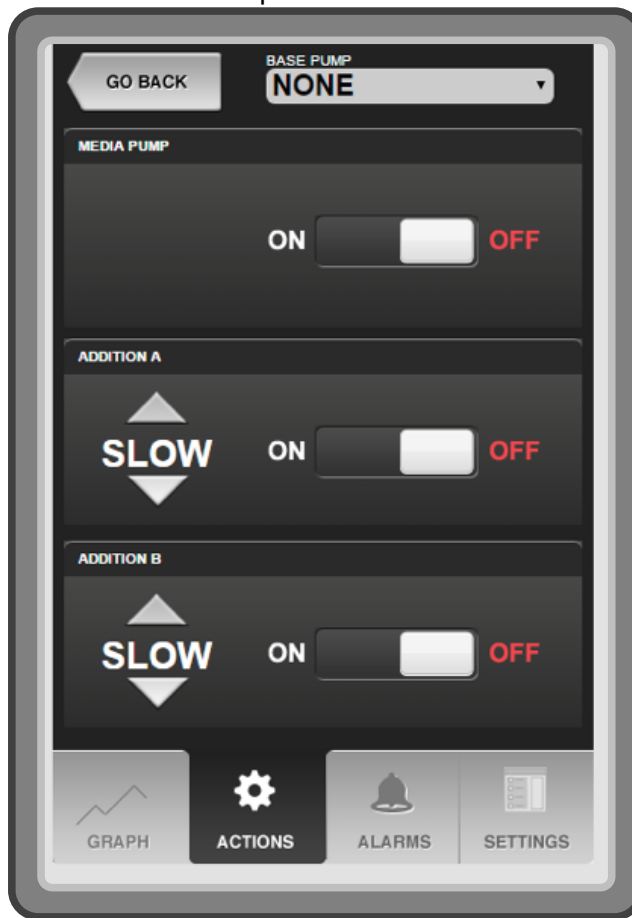 GO BACK
BASE PUMP
NONE
MEDIA PUMP
ON OFF
ADDITION A
SLOW ON OFF
ADDITION B
SLOW ON OFF
GRAPH ACTIONS ALARMS SETTINGS